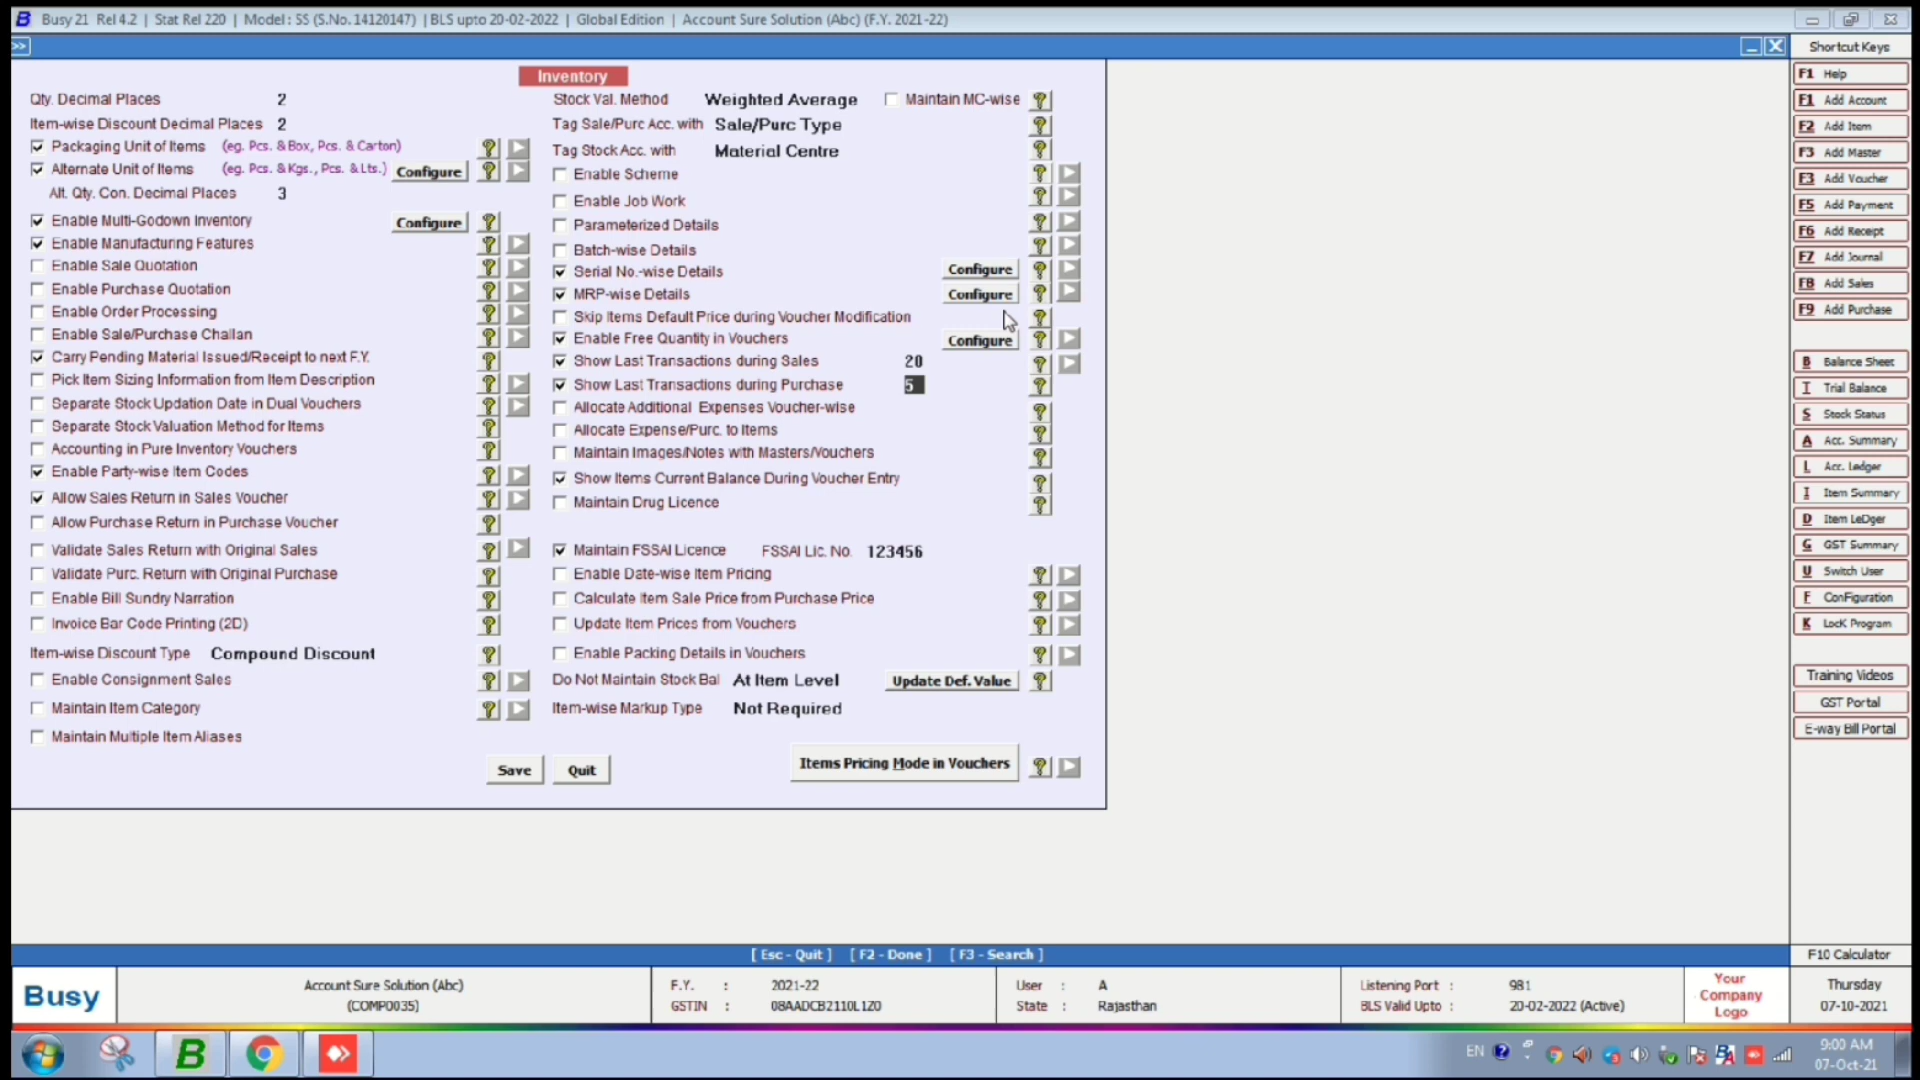 Busy 21 Rel 4.2 | Stat Rel 220 | Model : SS (S.No. 14120147) | BLS upto 20-02-2022 | Global Edition | Account Sure Solution (Abc) (F.Y. 2021-22)
>>
Inventory
Qty. Decimal Places 2
Item-wise Discount Decimal Places 2
Packaging Unit of Items (eg. Pcs. & Box, Pcs. & Carton)
Alternate Unit of Items (eg. Pcs. & Kgs., Pcs. & Lts.) Configure
Alt. Qty. Con. Decimal Places 3
Enable Multi-Godown Inventory Configure
Enable Manufacturing Features
Enable Sale Quotation
Enable Purchase Quotation
Enable Order Processing
Enable Sale/Purchase Challan
Carry Pending Material Issued/Receipt to next F.Y.
Pick Item Sizing Information from Item Description
Separate Stock Updation Date in Dual Vouchers
Separate Stock Valuation Method for Items
Accounting in Pure Inventory Vouchers
Enable Party-wise Item Codes
Allow Sales Return in Sales Voucher
Allow Purchase Return in Purchase Voucher
Validate Sales Return with Original Sales
Validate Purc. Return with Original Purchase
Enable Bill Sundry Narration
Invoice Bar Code Printing (2D)
Item-wise Discount Type Compound Discount
Enable Consignment Sales
Maintain Item Category
Maintain Multiple Item Aliases
Stock Val. Method Weighted Average Maintain MC-wise
Tag Sale/Purc Acc. with Sale/Purc Type
Tag Stock Acc. with Material Centre
Enable Scheme
Enable Job Work
Parameterized Details
Batch-wise Details
Serial No.-wise Details Configure
MRP-wise Details Configure
Skip Items Default Price during Voucher Modification
Enable Free Quantity in Vouchers Configure
Show Last Transactions during Sales 20
Show Last Transactions during Purchase 5
Allocate Additional Expenses Voucher-wise
Allocate Expense/Purc. to Items
Maintain Images/Notes with Masters/Vouchers
Show Items Current Balance During Voucher Entry
Maintain Drug Licence
Maintain FSSAI Licence FSSAI Lic. No. 123456
Enable Date-wise Item Pricing
Calculate Item Sale Price from Purchase Price
Update Item Prices from Vouchers
Enable Packing Details in Vouchers
Do Not Maintain Stock Bal At Item Level Update Def. Value
Item-wise Markup Type Not Required
Save Quit Items Pricing Mode in Vouchers
Shortcut Keys
F1 Help
F1 Add Account
F2 Add Item
F3 Add Master
F3 Add Voucher
F5 Add Payment
F6 Add Receipt
F7 Add Journal
F8 Add Sales
F9 Add Purchase
B Balance Sheet
T Trial Balance
S Stock Status
A Acc. Summary
L Acc. Ledger
I Item Summary
D Item LeDger
G GST Summary
U Switch User
F ConFiguration
K LocK Program
Training Videos
GST Portal
E-way Bill Portal
[ Esc - Quit ] [ F2 - Done ] [ F3 - Search ] F10 Calculator
Busy
Account Sure Solution (Abc)
(COMP0035)
F.Y. : 2021-22
GSTIN : 08AADCB2110L1Z0
User : A
State : Rajasthan
Listening Port : 981
BLS Valid Upto : 20-02-2022 (Active)
Your
Company
Logo
Thursday
07-10-2021
EN
9:00 AM
07-Oct-21